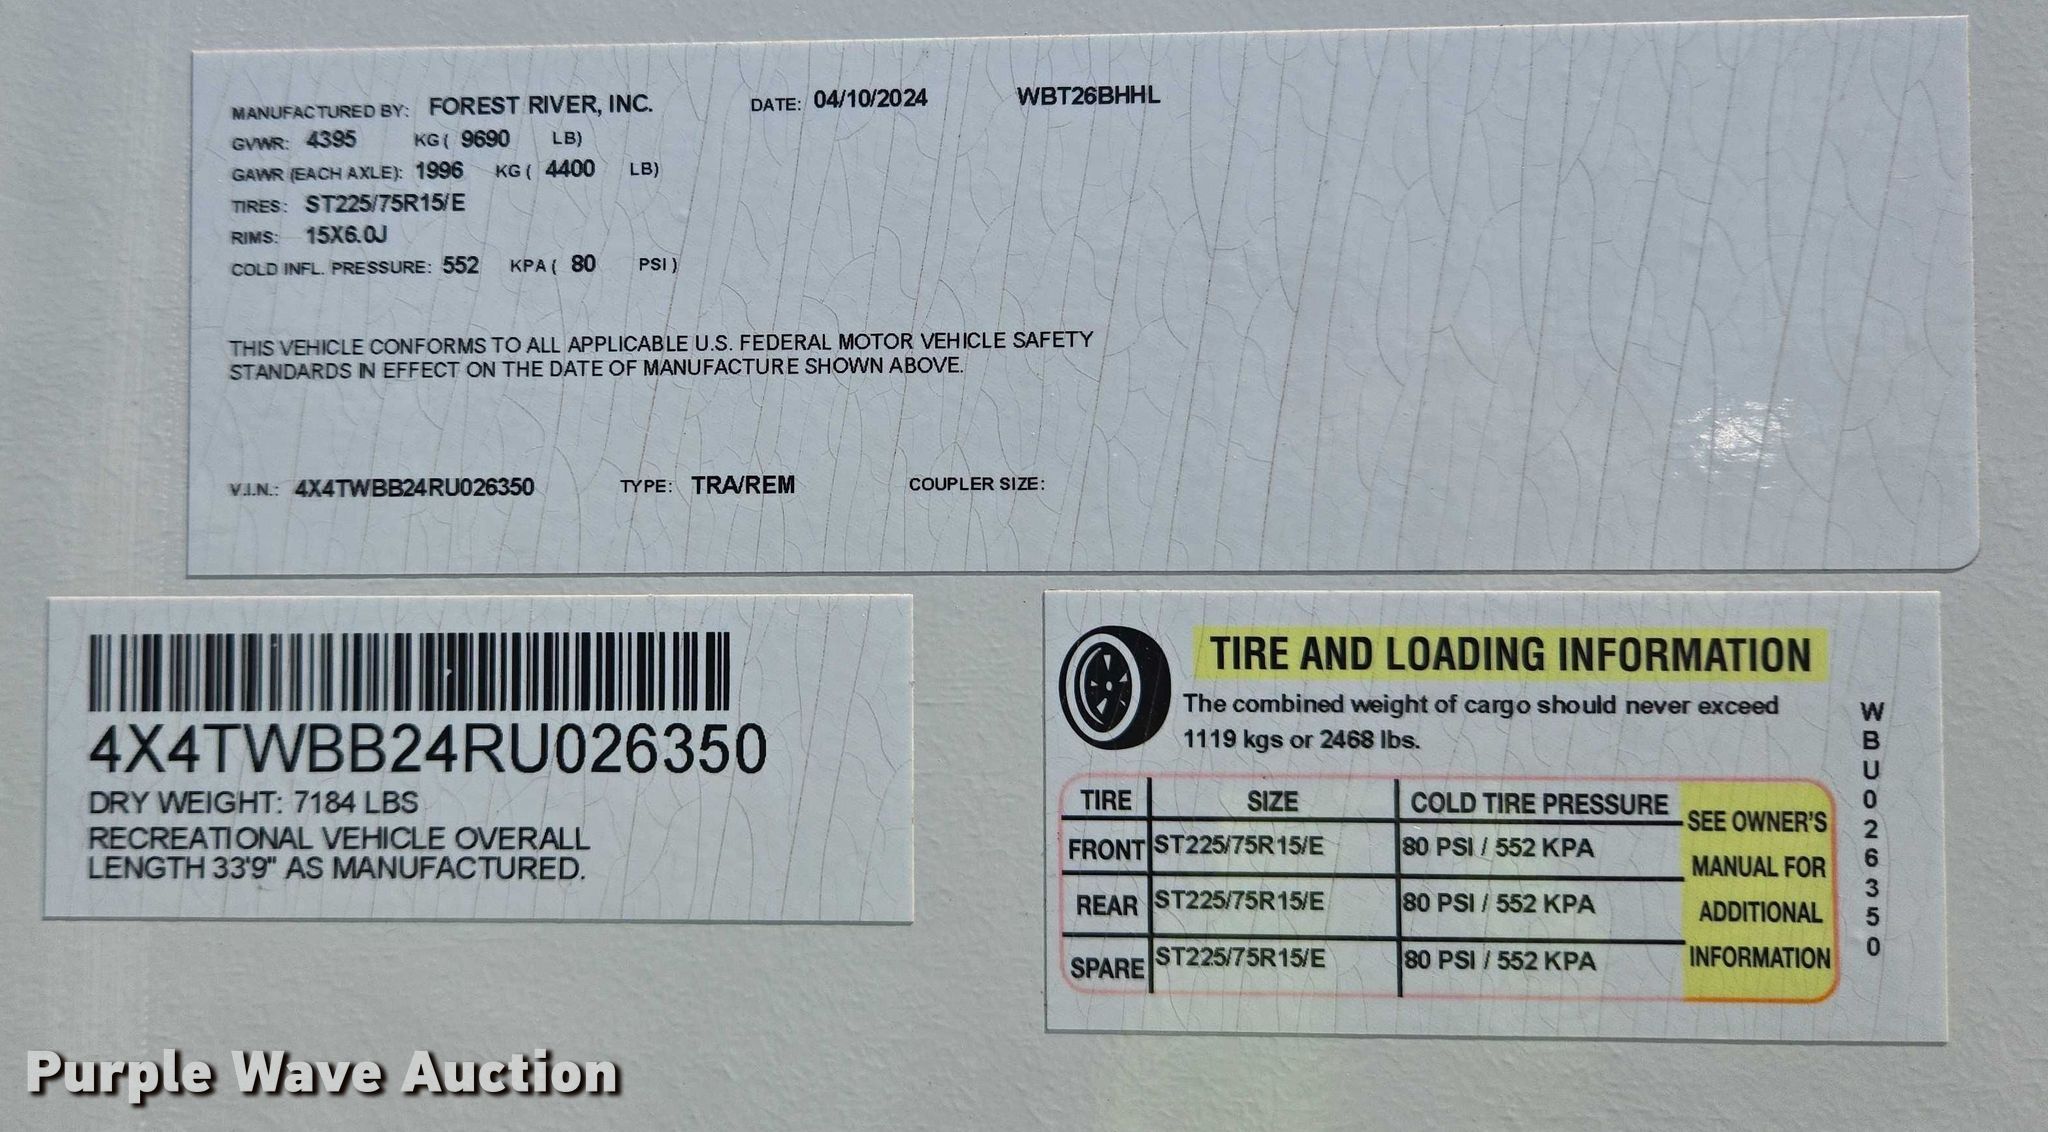 MANUFACTURED BY: FOREST RIVER, INC. DATE: 04/10/2024 WBT26BHHL
GVWR: 4395 KG ( 9690 LB)
GAWR (EACH AXLE): 1996 KG ( 4400 LB)
TIRES: ST225/75R15/E
RIMS: 15X6.0J
COLD INFL. PRESSURE: 552 KPA ( 80 PSI )
THIS VEHICLE CONFORMS TO ALL APPLICABLE U.S. FEDERAL MOTOR VEHICLE SAFETY
STANDARDS IN EFFECT ON THE DATE OF MANUFACTURE SHOWN ABOVE.
V.I.N.: 4X4TWBB24RU026350 TYPE: TRA/REM COUPLER SIZE:
4X4TWBB24RU026350
DRY WEIGHT: 7184 LBS
RECREATIONAL VEHICLE OVERALL
LENGTH 33'9" AS MANUFACTURED.
TIRE AND LOADING INFORMATION
The combined weight of cargo should never exceed
1119 kgs or 2468 lbs.
TIRE SIZE COLD TIRE PRESSURE
FRONT ST225/75R15/E 80 PSI / 552 KPA
REAR ST225/75R15/E 80 PSI / 552 KPA
SPARE ST225/75R15/E 80 PSI / 552 KPA
SEE OWNER'S
MANUAL FOR
ADDITIONAL
INFORMATION
WBU026350
Purple Wave Auction